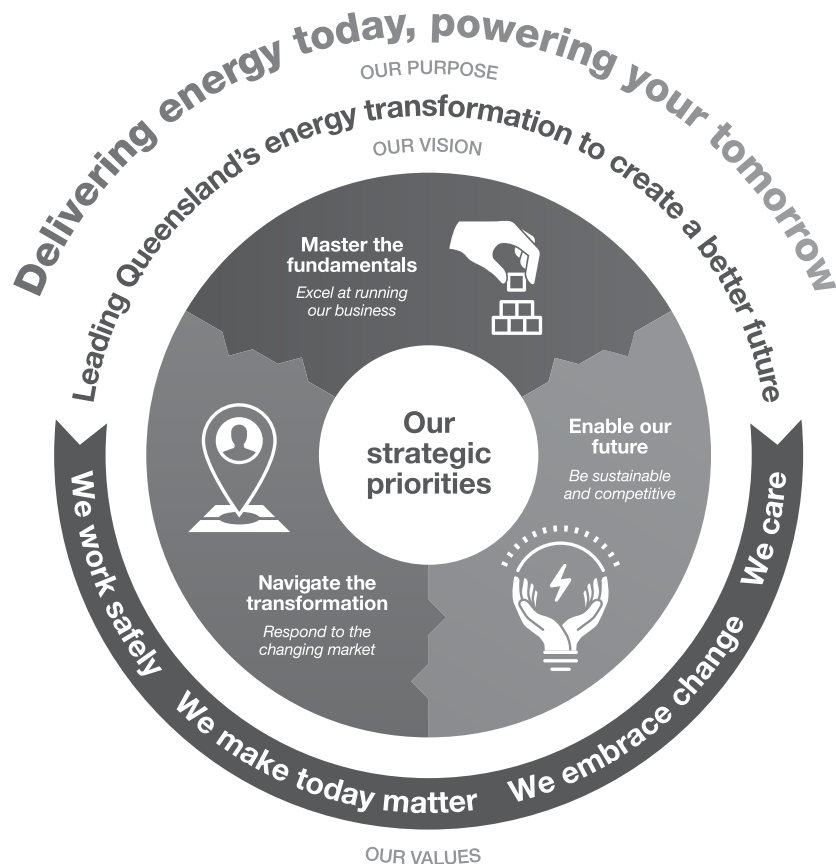 Delivering energy today, powering your tomorrow
OUR PURPOSE
Leading Queensland's energy transformation to create a better future
OUR VISION
Master the
fundamentals
Excel at running
our business
Our
strategic
priorities
Enable our
future
Be sustainable
and competitive
Navigate the
transformation
Respond to the
changing market
We work safely
We make today matter
We embrace change
We care
OUR VALUES